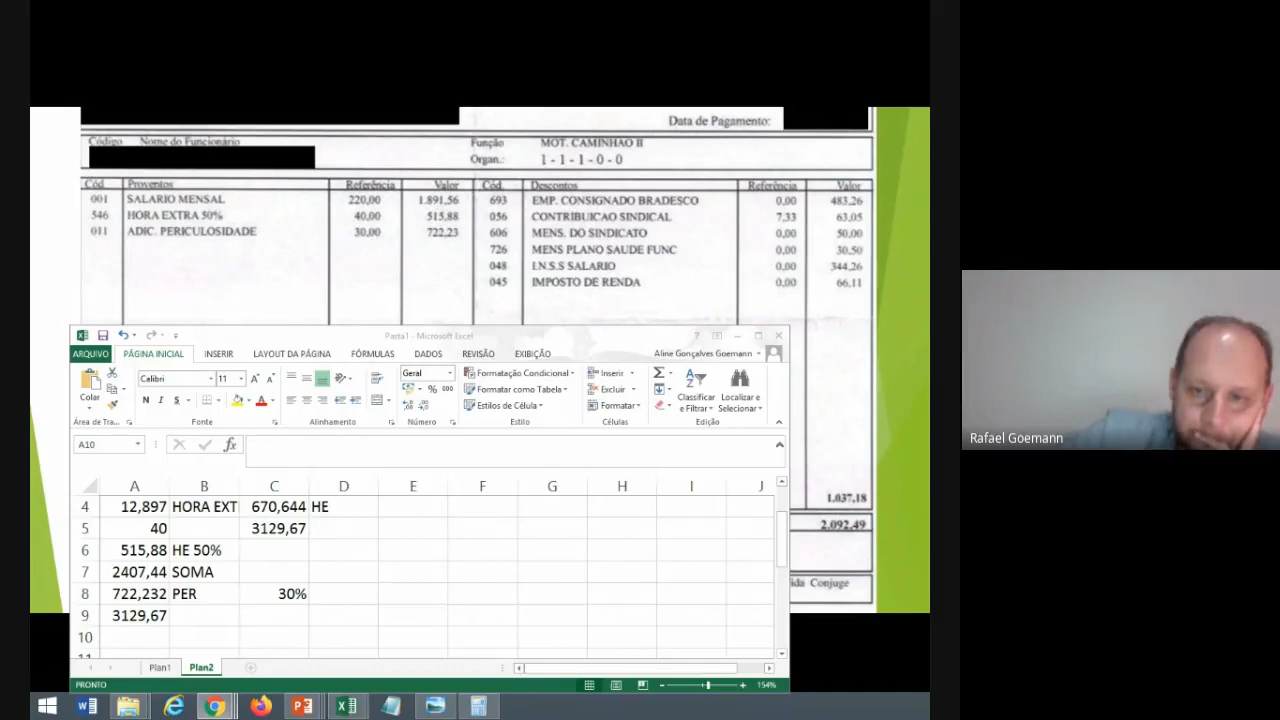 Data de Pagamento:
Código Nome do Funcionário Função MOT. CAMINHAO II
Organ.: 1 - 1 - 1 - 0 - 0
Cód Proventos Referência Valor Cód. Descontos Referência Valor
001 SALARIO MENSAL 220,00 1.891,56 693 EMP. CONSIGNADO BRADESCO 0,00 483,26
546 HORA EXTRA 50% 40,00 515,88 056 CONTRIBUICAO SINDICAL 7,33 63,05
011 ADIC. PERICULOSIDADE 30,00 722,23 606 MENS. DO SINDICATO 0,00 50,00
726 MENS PLANO SAUDE FUNC 0,00 30,50
048 I.N.S.S SALARIO 0,00 344,26
045 IMPOSTO DE RENDA 0,00 66,11
Pasta1 - Microsoft Excel
ARQUIVO PÁGINA INICIAL INSERIR LAYOUT DA PÁGINA FÓRMULAS DADOS REVISÃO EXIBIÇÃO Aline Gonçalves Goemann
Colar
Calibri 11
Geral
Formatação Condicional
Formatar como Tabela
Estilos de Célula
Inserir
Excluir
Formatar
Classificar e Filtrar
Localizar e Selecionar
N I S
% 000
Área de Tra... Fonte Alinhamento Número Estilo Células Edição
A10 fx
A B C D E F G H I J
4 12,897 HORA EXTI 670,644 HE
5 40 3129,67
6 515,88 HE 50%
7 2407,44 SOMA
8 722,232 PER 30%
9 3129,67
10
11
1.037,18
2.092,49
ida Conjuge
Plan1 Plan2
PRONTO 154%
Rafael Goemann